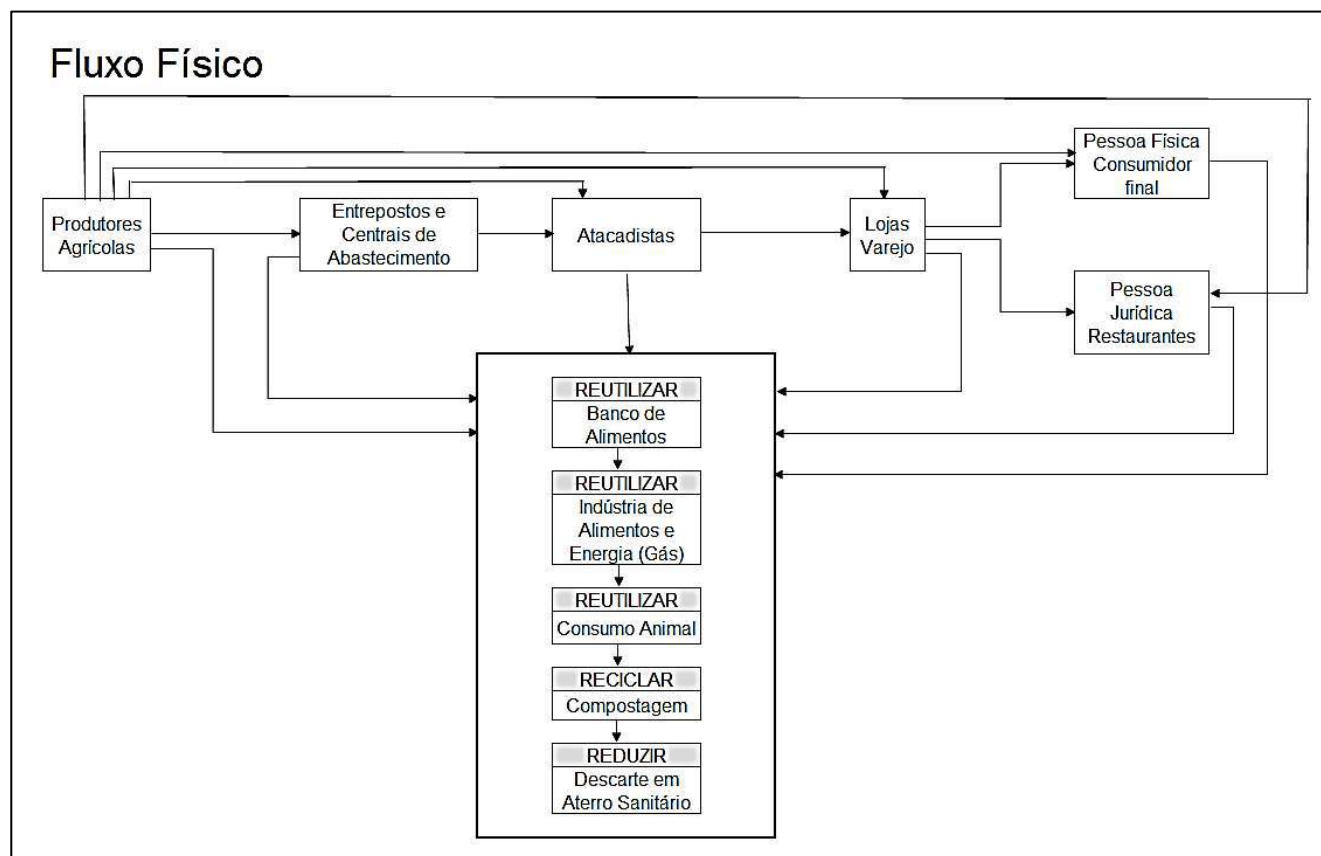 Fluxo Físico
Pessoa Física
Consumidor
final
Produtores
Agrícolas
Entrepostos e
Centrais de
Abastecimento
Atacadistas
Lojas
Varejo
Pessoa
Jurídica
Restaurantes
REUTILIZAR
Banco de
Alimentos
REUTILIZAR
Indústria de
Alimentos e
Energia (Gás)
REUTILIZAR
Consumo Animal
RECICLAR
Compostagem
REDUZIR
Descarte em
Aterro Sanitário